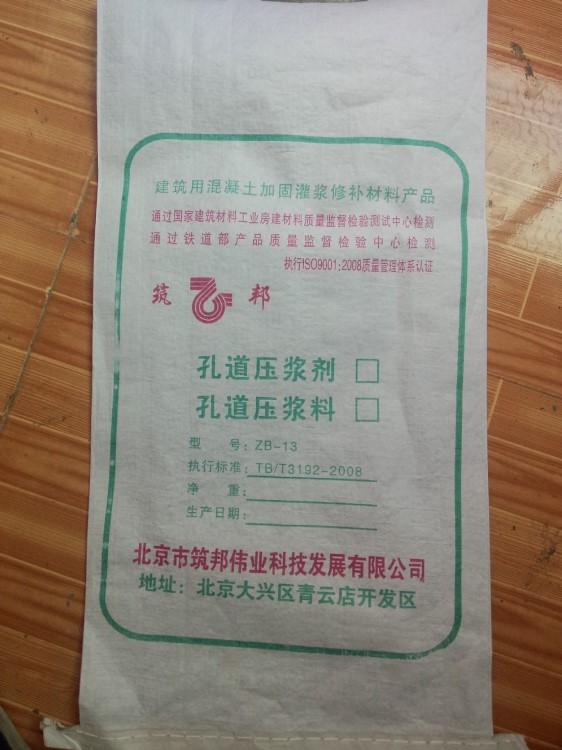 建筑用混凝土加固灌浆修补材料产品
通过国家建筑材料工业房建材料质量监督检验测试中心检测
通过铁道部产品质量监督检验中心检测
执行ISO9001:2008质量管理体系认证
筑 邦
孔道压浆剂 □
孔道压浆料 □
型 号: ZB-13
执行标准: TB/T3192-2008
净 重:
生产日期:
北京市筑邦伟业科技发展有限公司
地址: 北京大兴区青云店开发区